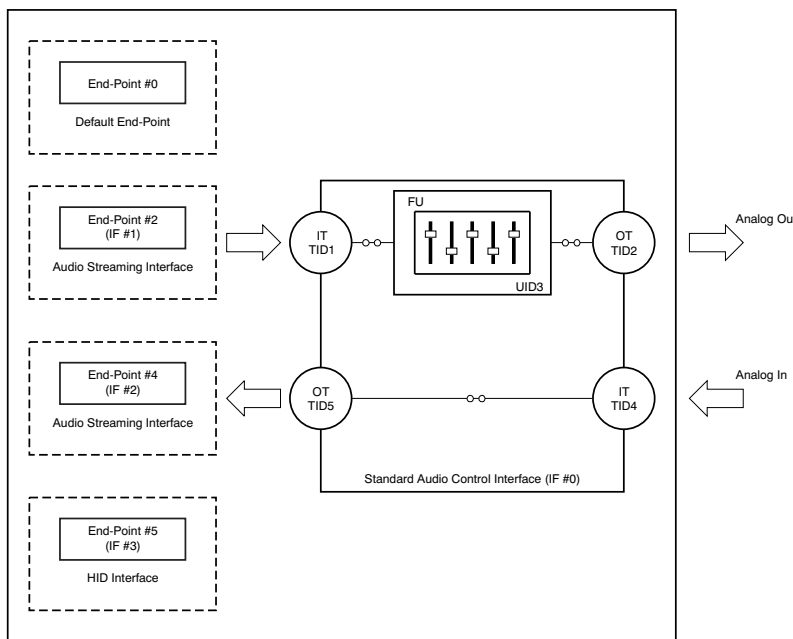 End-Point #0
Default End-Point
End-Point #2
(IF #1)
Audio Streaming Interface
IT
TID1
FU
UID3
OT
TID2
Analog Ou
End-Point #4
(IF #2)
Audio Streaming Interface
OT
TID5
IT
TID4
Analog In
Standard Audio Control Interface (IF #0)
End-Point #5
(IF #3)
HID Interface